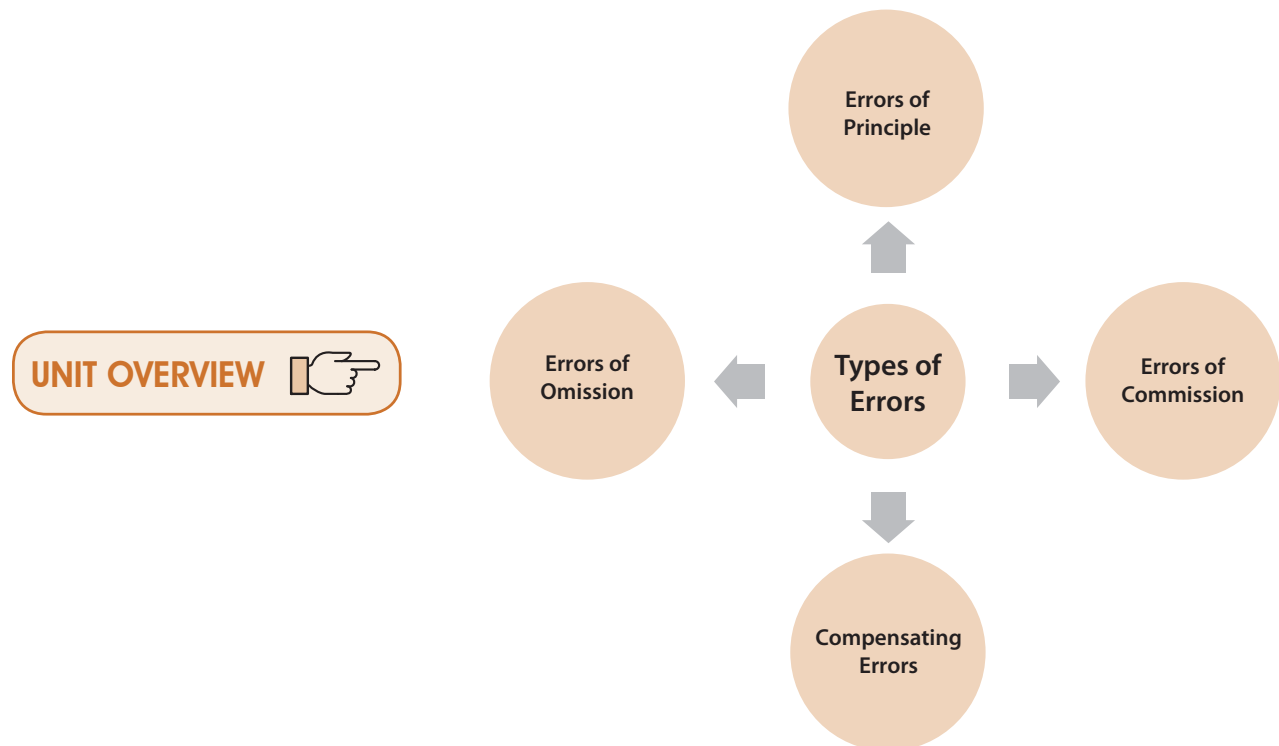 Errors of
Principle
UNIT OVERVIEW
Errors of
Omission
Types of
Errors
Errors of
Commission
Compensating
Errors